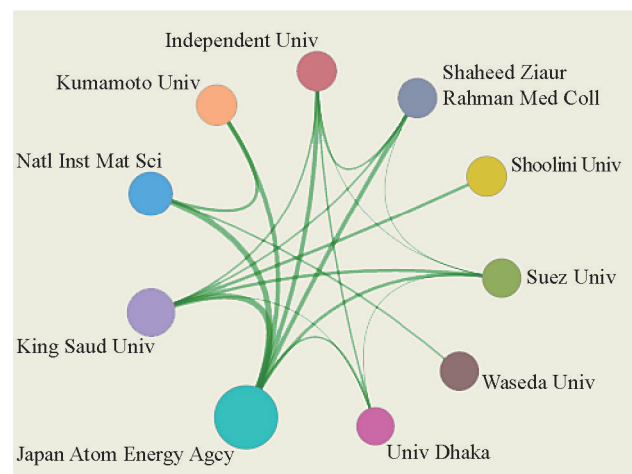 Independent Univ
Kumamoto Univ
Shaheed Ziaur
Rahman Med Coll
Natl Inst Mat Sci
Shoolini Univ
Suez Univ
King Saud Univ
Waseda Univ
Japan Atom Energy Agcy
Univ Dhaka